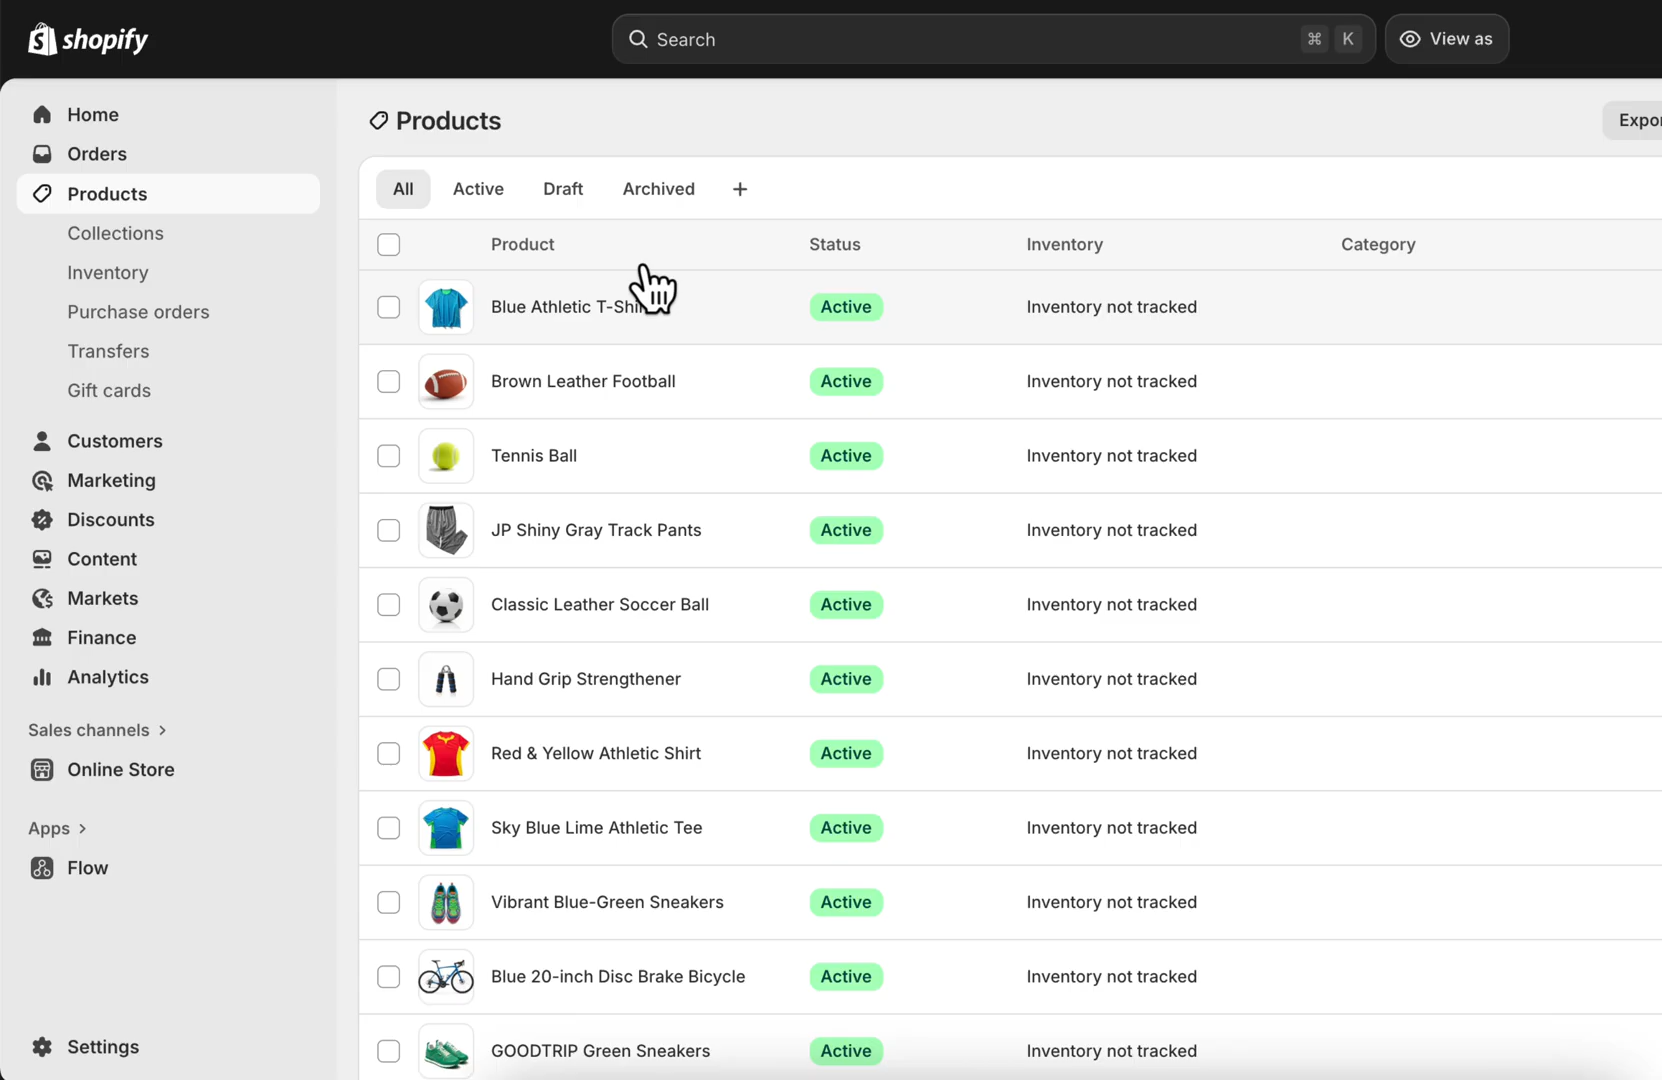 shopify
Search
⌘ K
View as
Home
Orders
Products
Collections
Inventory
Purchase orders
Transfers
Gift cards
Customers
Marketing
Discounts
Content
Markets
Finance
Analytics
Sales channels
Online Store
Apps
Flow
Settings
Products
All Active Draft Archived +
Product Status Inventory Category
Blue Athletic Active Inventory not tracked
Brown Leather Football Active Inventory not tracked
Tennis Ball Active Inventory not tracked
JP Shiny Gray Track Pants Active Inventory not tracked
Classic Leather Soccer Ball Active Inventory not tracked
Hand Grip Strengthener Active Inventory not tracked
Red & Yellow Athletic Shirt Active Inventory not tracked
Sky Blue Lime Athletic Tee Active Inventory not tracked
Vibrant Blue-Green Sneakers Active Inventory not tracked
Blue 20-inch Disc Brake Bicycle Active Inventory not tracked
GOODTRIP Green Sneakers Active Inventory not tracked